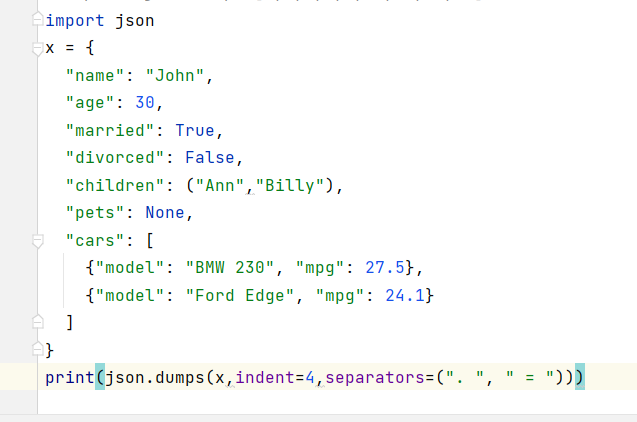 import json
x = {
  "name": "John",
  "age": 30,
  "married": True,
  "divorced": False,
  "children": ("Ann","Billy"),
  "pets": None,
  "cars": [
    {"model": "BMW 230", "mpg": 27.5},
    {"model": "Ford Edge", "mpg": 24.1}
  ]
}
print(json.dumps(x,indent=4,separators=(". ", " = ")))